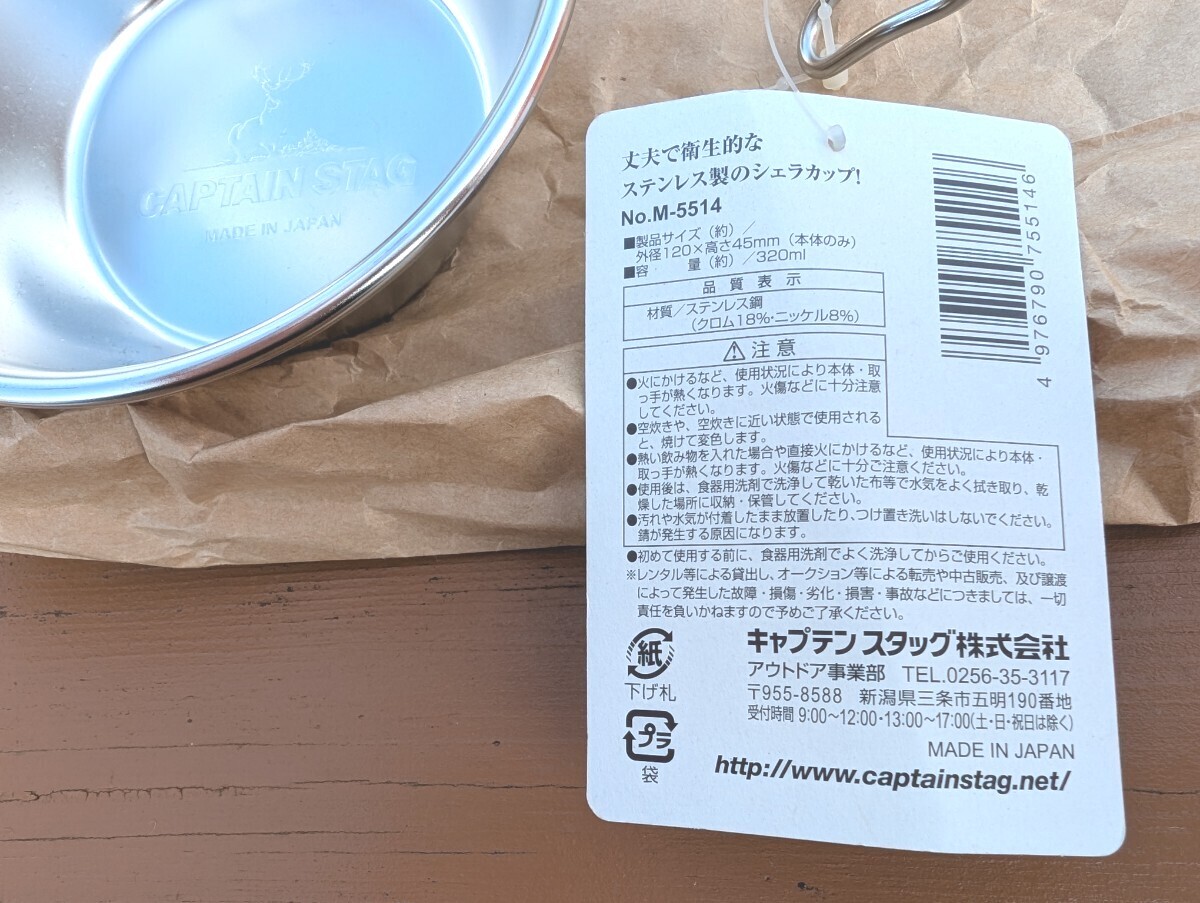 CAPTAIN STAG
MADE IN JAPAN
丈夫で衛生的な
ステンレス製のシェラカップ!
No.M-5514
■製品サイズ(約)/
外径120×高さ45mm(本体のみ)
■容 量(約)/320ml
品質表示
材質/ステンレス鋼
(クロム18%・ニッケル8%)
⚠注意
●火にかけるなど、使用状況により本体・取
っ手が熱くなります。火傷などに十分注意
してください。
●空炊きや、空炊きに近い状態で使用される
と、焼けて変色します。
●熱い飲み物を入れた場合や直接火にかけるなど、使用状況により本体・
取っ手が熱くなります。火傷などに十分ご注意ください。
●使用後は、食器用洗剤で洗浄して乾いた布等で水気をよく拭き取り、乾
燥した場所に収納・保管してください。
●汚れや水気が付着したまま放置したり、つけ置き洗いはしないでください。
錆が発生する原因になります。
●初めて使用する前に、食器用洗剤でよく洗浄してからご使用ください。
※レンタル等による貸出し、オークション等による転売や中古販売、及び譲渡
によって発生した故障・損傷・劣化・損害・事故などにつきましては、一切
責任を負いかねますので予めご了承ください。
紙
下げ札
プラ
袋
キャプテン スタッグ株式会社
アウトドア事業部 TEL.0256-35-3117
〒955-8588 新潟県三条市五明190番地
受付時間 9:00〜12:00・13:00〜17:00(土・日・祝日は除く)
MADE IN JAPAN
http://www.captainstag.net/
4 976790 755146